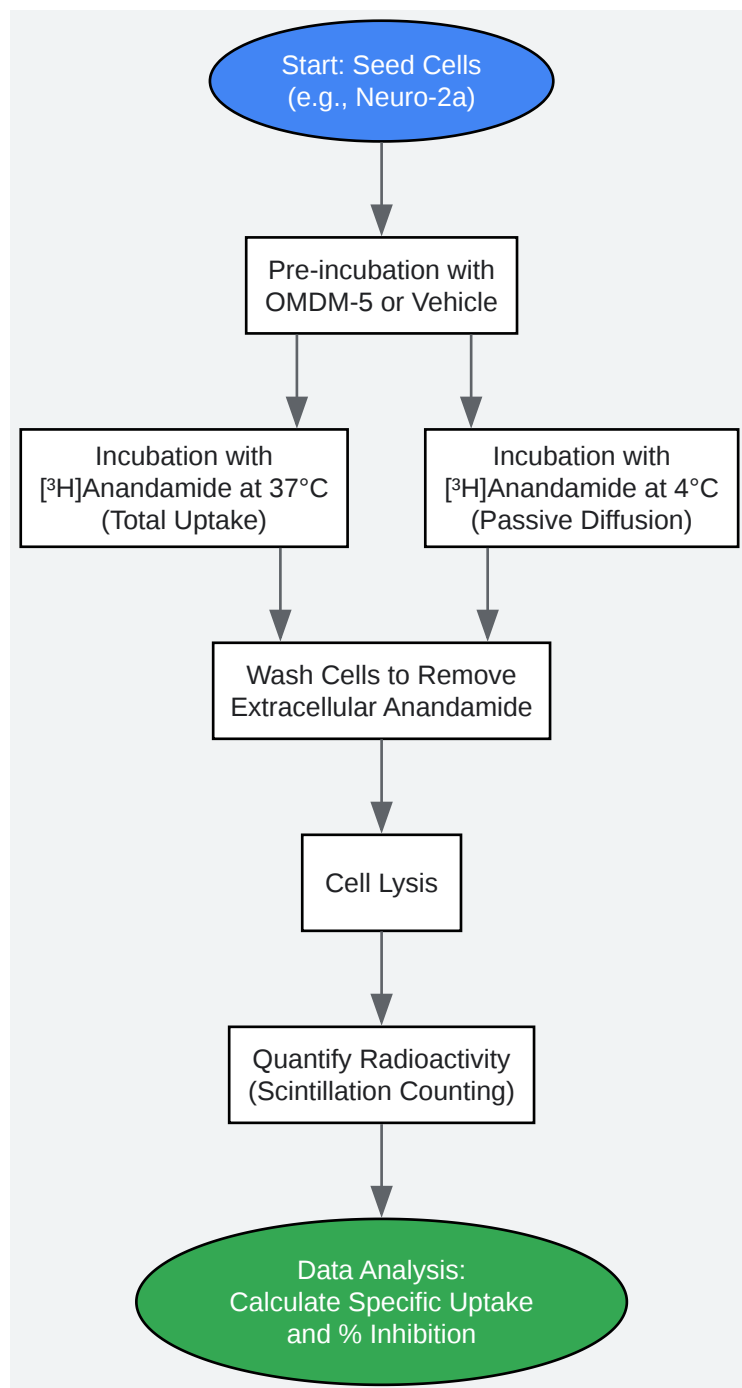 Start: Seed Cells
(e.g., Neuro-2a)
Pre-incubation with
OMDM-5 or Vehicle
Incubation with
[³H]Anandamide at 37°C
(Total Uptake)
Incubation with
[³H]Anandamide at 4°C
(Passive Diffusion)
Wash Cells to Remove
Extracellular Anandamide
Cell Lysis
Quantify Radioactivity
(Scintillation Counting)
Data Analysis:
Calculate Specific Uptake
and % Inhibition